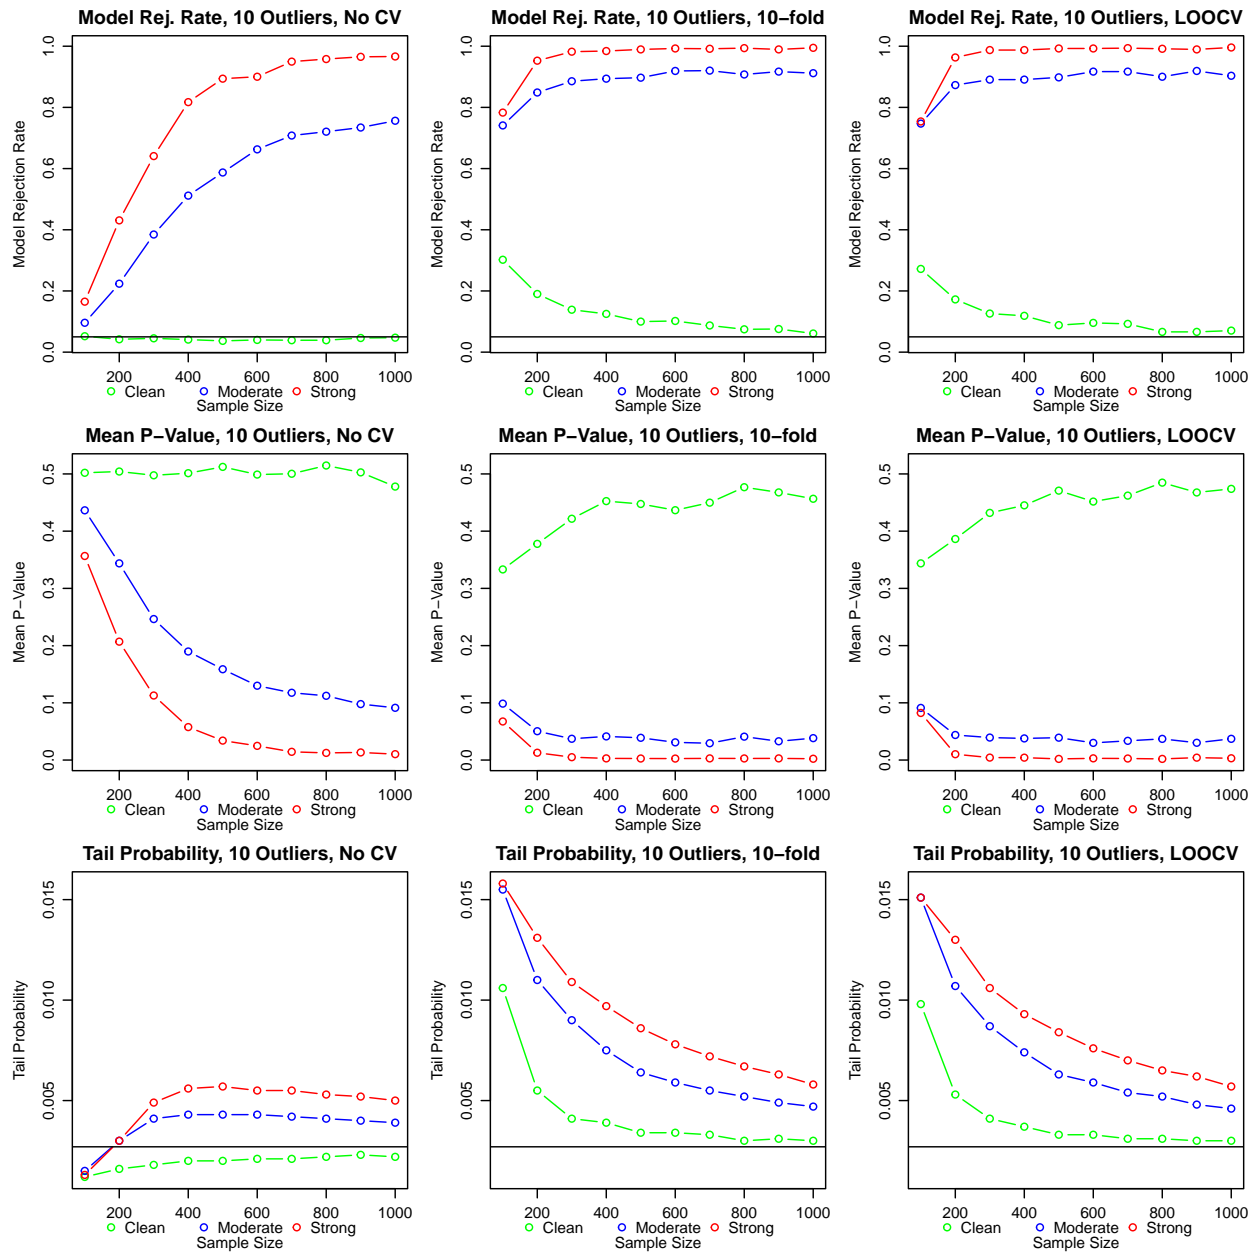 Model Rej. Rate, 10 Outliers, No CV
Model Rejection Rate
0.0 0.2 0.4 0.6 0.8 1.0
200 400 600 800 1000
Clean Moderate Strong
Sample Size
Model Rej. Rate, 10 Outliers, 10−fold
Model Rejection Rate
0.0 0.2 0.4 0.6 0.8 1.0
200 400 600 800 1000
Clean Moderate Strong
Sample Size
Model Rej. Rate, 10 Outliers, LOOCV
Model Rejection Rate
0.0 0.2 0.4 0.6 0.8 1.0
200 400 600 800 1000
Clean Moderate Strong
Sample Size
Mean P−Value, 10 Outliers, No CV
Mean P−Value
0.0 0.1 0.2 0.3 0.4 0.5
200 400 600 800 1000
Clean Moderate Strong
Sample Size
Mean P−Value, 10 Outliers, 10−fold
Mean P−Value
0.0 0.1 0.2 0.3 0.4 0.5
200 400 600 800 1000
Clean Moderate Strong
Sample Size
Mean P−Value, 10 Outliers, LOOCV
Mean P−Value
0.0 0.1 0.2 0.3 0.4 0.5
200 400 600 800 1000
Clean Moderate Strong
Sample Size
Tail Probability, 10 Outliers, No CV
Tail Probability
0.005 0.010 0.015
200 400 600 800 1000
Clean Moderate Strong
Sample Size
Tail Probability, 10 Outliers, 10−fold
Tail Probability
0.005 0.010 0.015
200 400 600 800 1000
Clean Moderate Strong
Sample Size
Tail Probability, 10 Outliers, LOOCV
Tail Probability
0.005 0.010 0.015
200 400 600 800 1000
Clean Moderate Strong
Sample Size